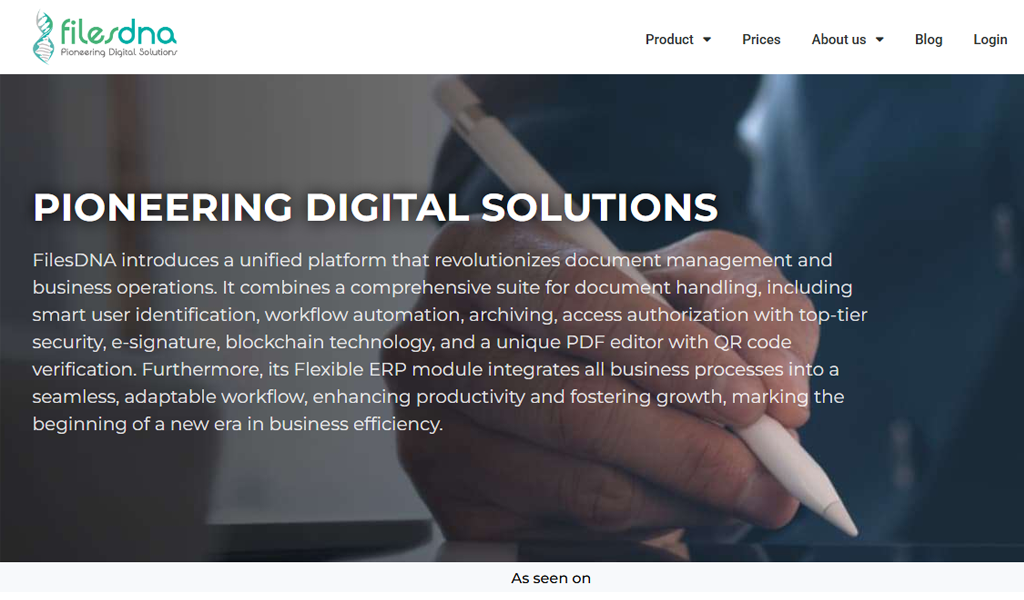 filesdna
Pioneering Digital Solutions
Product
Prices
About us
Blog
Login
PIONEERING DIGITAL SOLUTIONS
FilesDNA introduces a unified platform that revolutionizes document management and
business operations. It combines a comprehensive suite for document handling, including
smart user identification, workflow automation, archiving, access authorization with top-tier
security, e-signature, blockchain technology, and a unique PDF editor with QR code
verification. Furthermore, its Flexible ERP module integrates all business processes into a
seamless, adaptable workflow, enhancing productivity and fostering growth, marking the
beginning of a new era in business efficiency.
As seen on